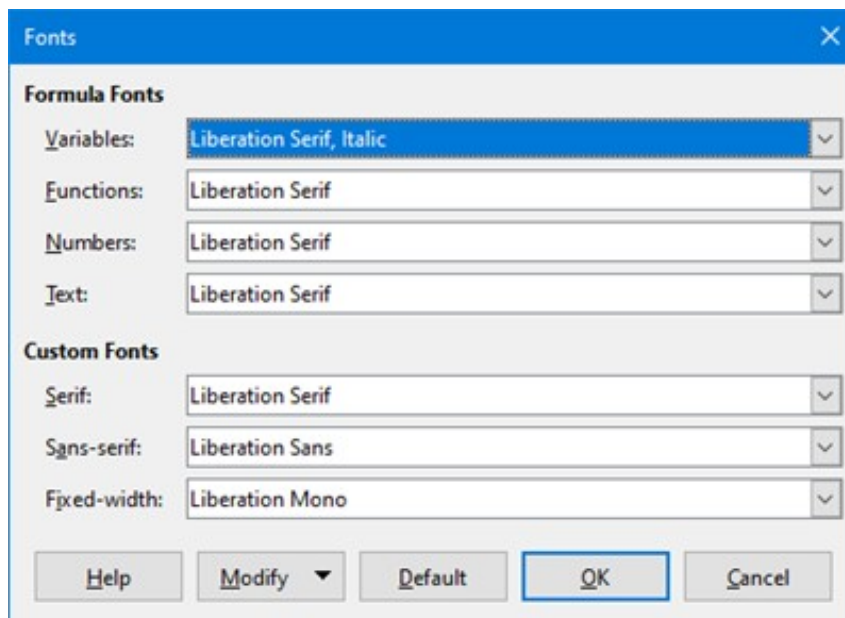 Fonts
Formula Fonts
Variables: Liberation Serif, Italic
Functions: Liberation Serif
Numbers: Liberation Serif
Text: Liberation Serif
Custom Fonts
Serif: Liberation Serif
Sans-serif: Liberation Sans
Fixed-width: Liberation Mono
Help Modify Default OK Cancel